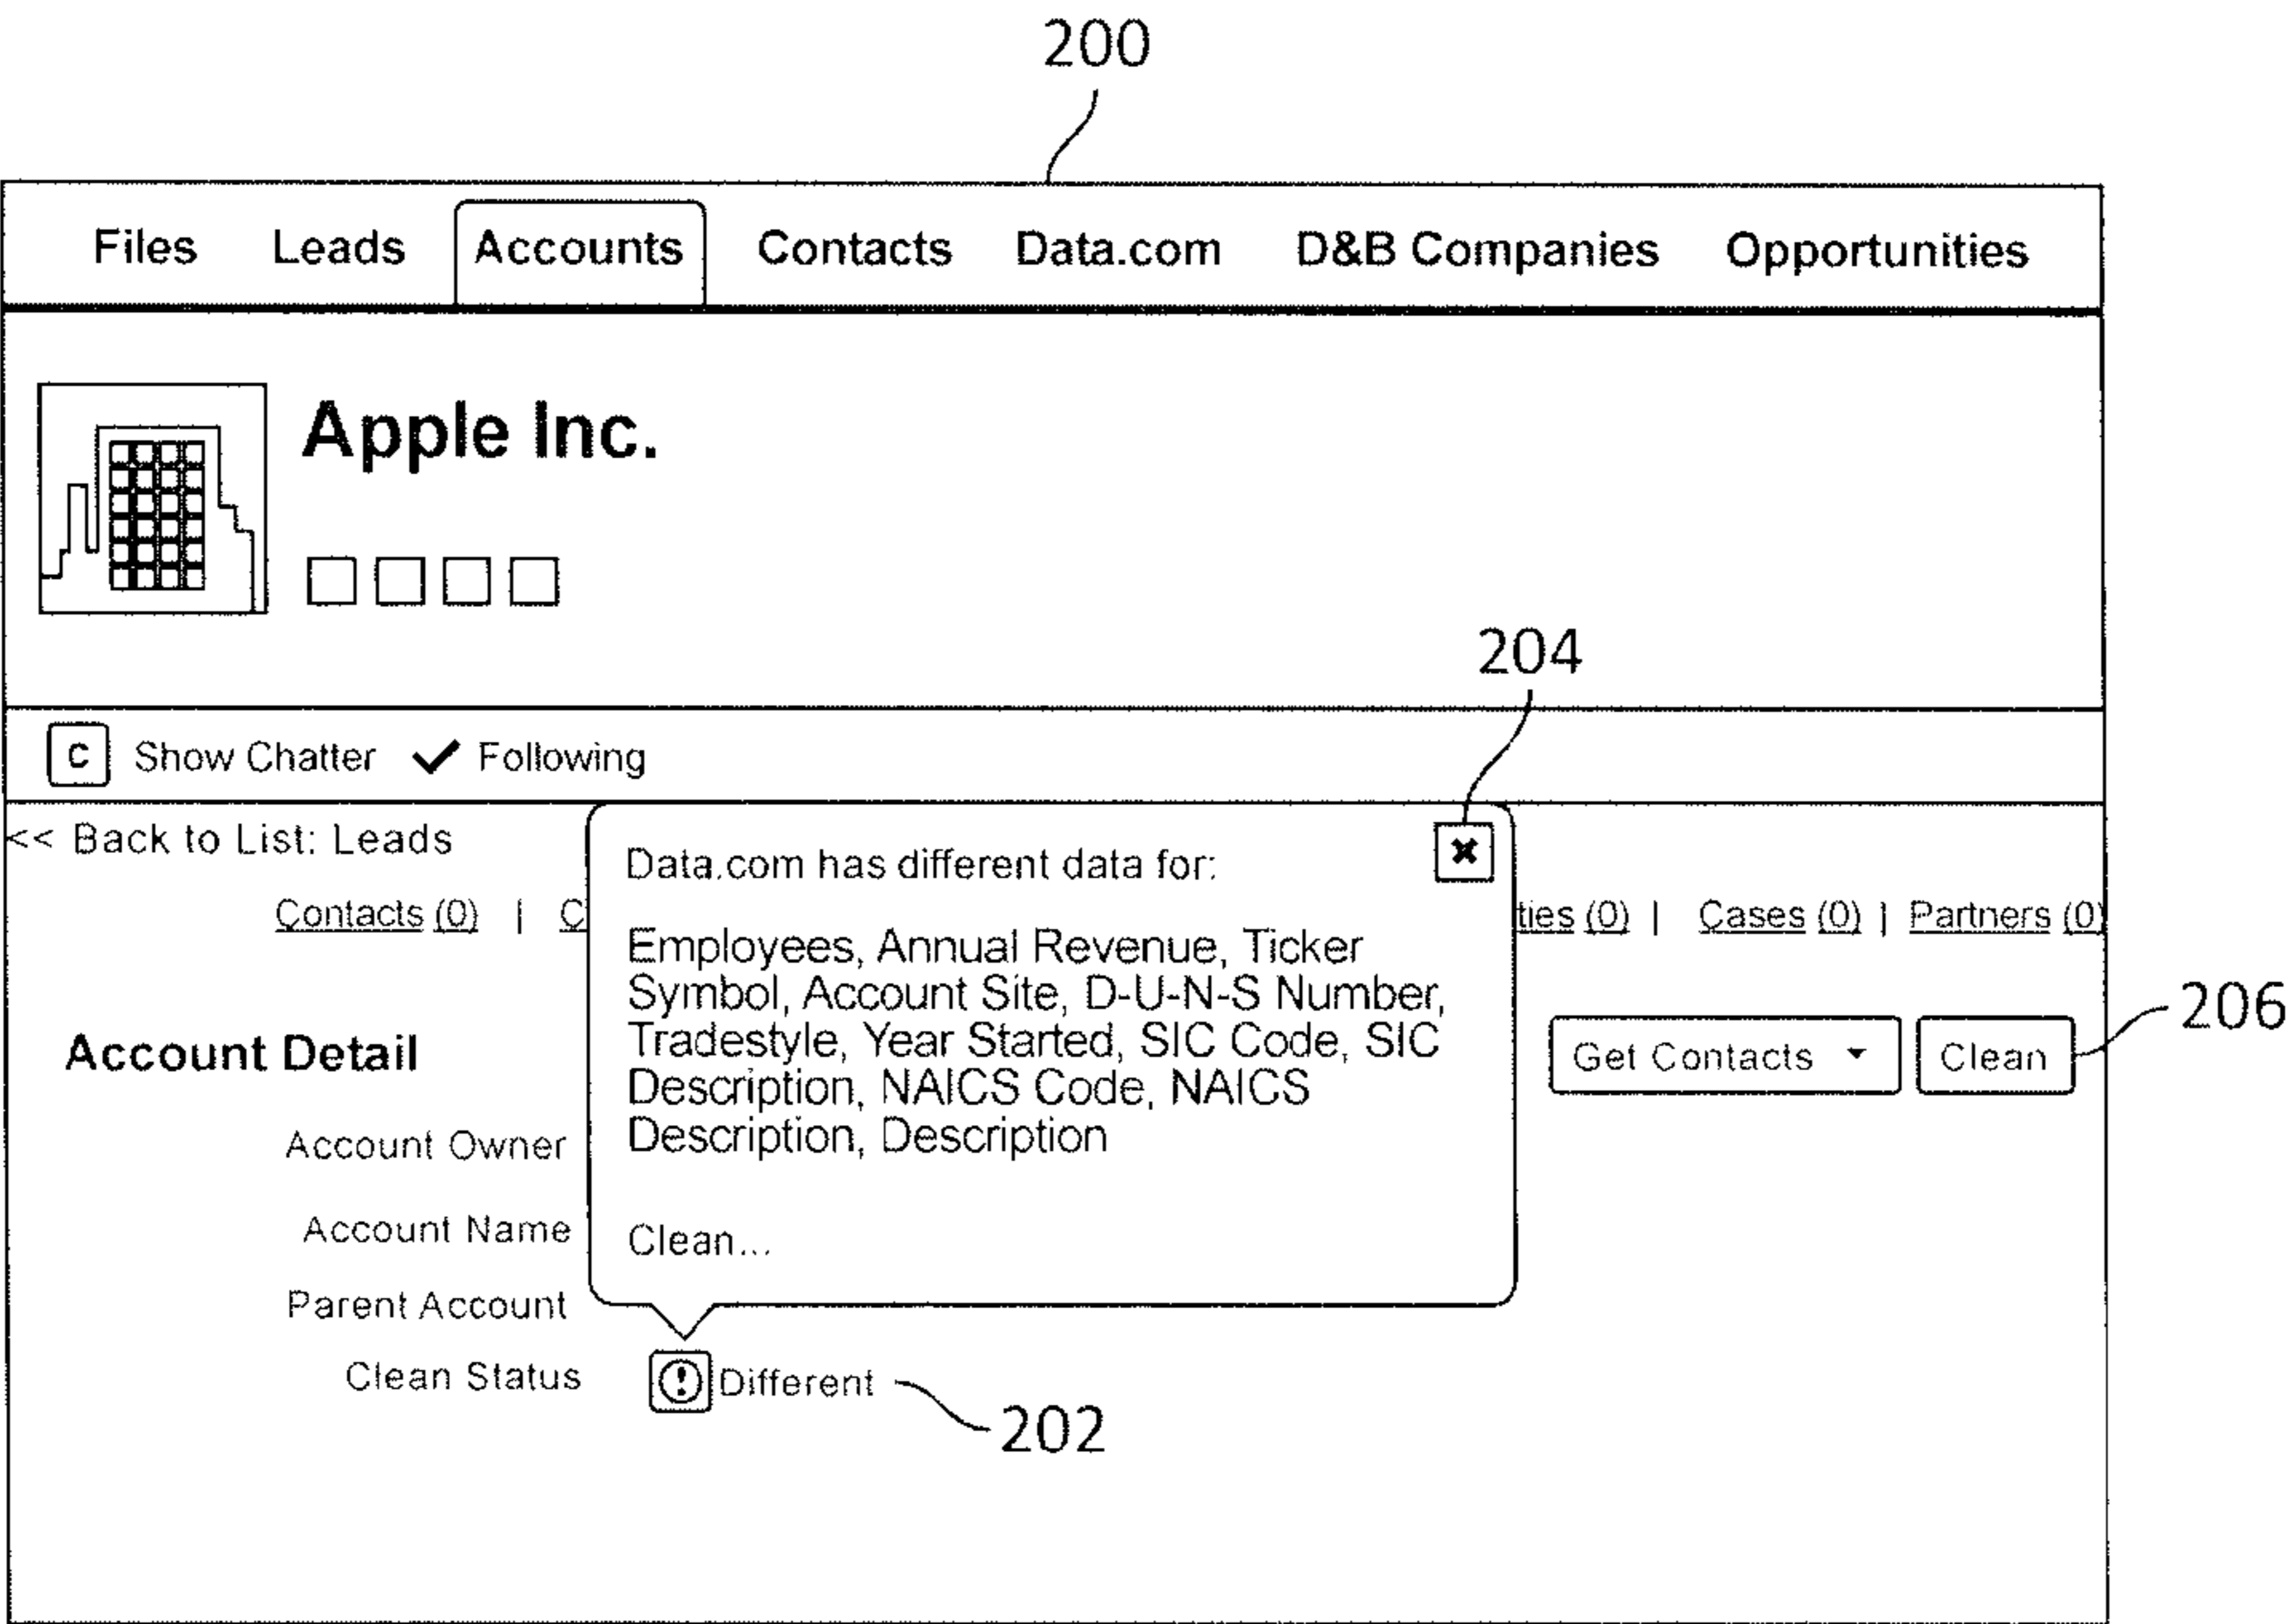 200
Files Leads Accounts Contacts Data.com D&B Companies Opportunities
Apple Inc.
204
C Show Chatter Following
<< Back to List: Leads
Data.com has different data for:
Contacts (0) | C
ties (0) | Cases (0) | Partners (0)
Employees, Annual Revenue, Ticker
Symbol, Account Site, D-U-N-S Number,
Tradestyle, Year Started, SIC Code, SIC
Description, NAICS Code, NAICS
Description, Description
Clean...
206
Get Contacts Clean
Account Detail
Account Owner
Account Name
Parent Account
Clean Status ! Different
202